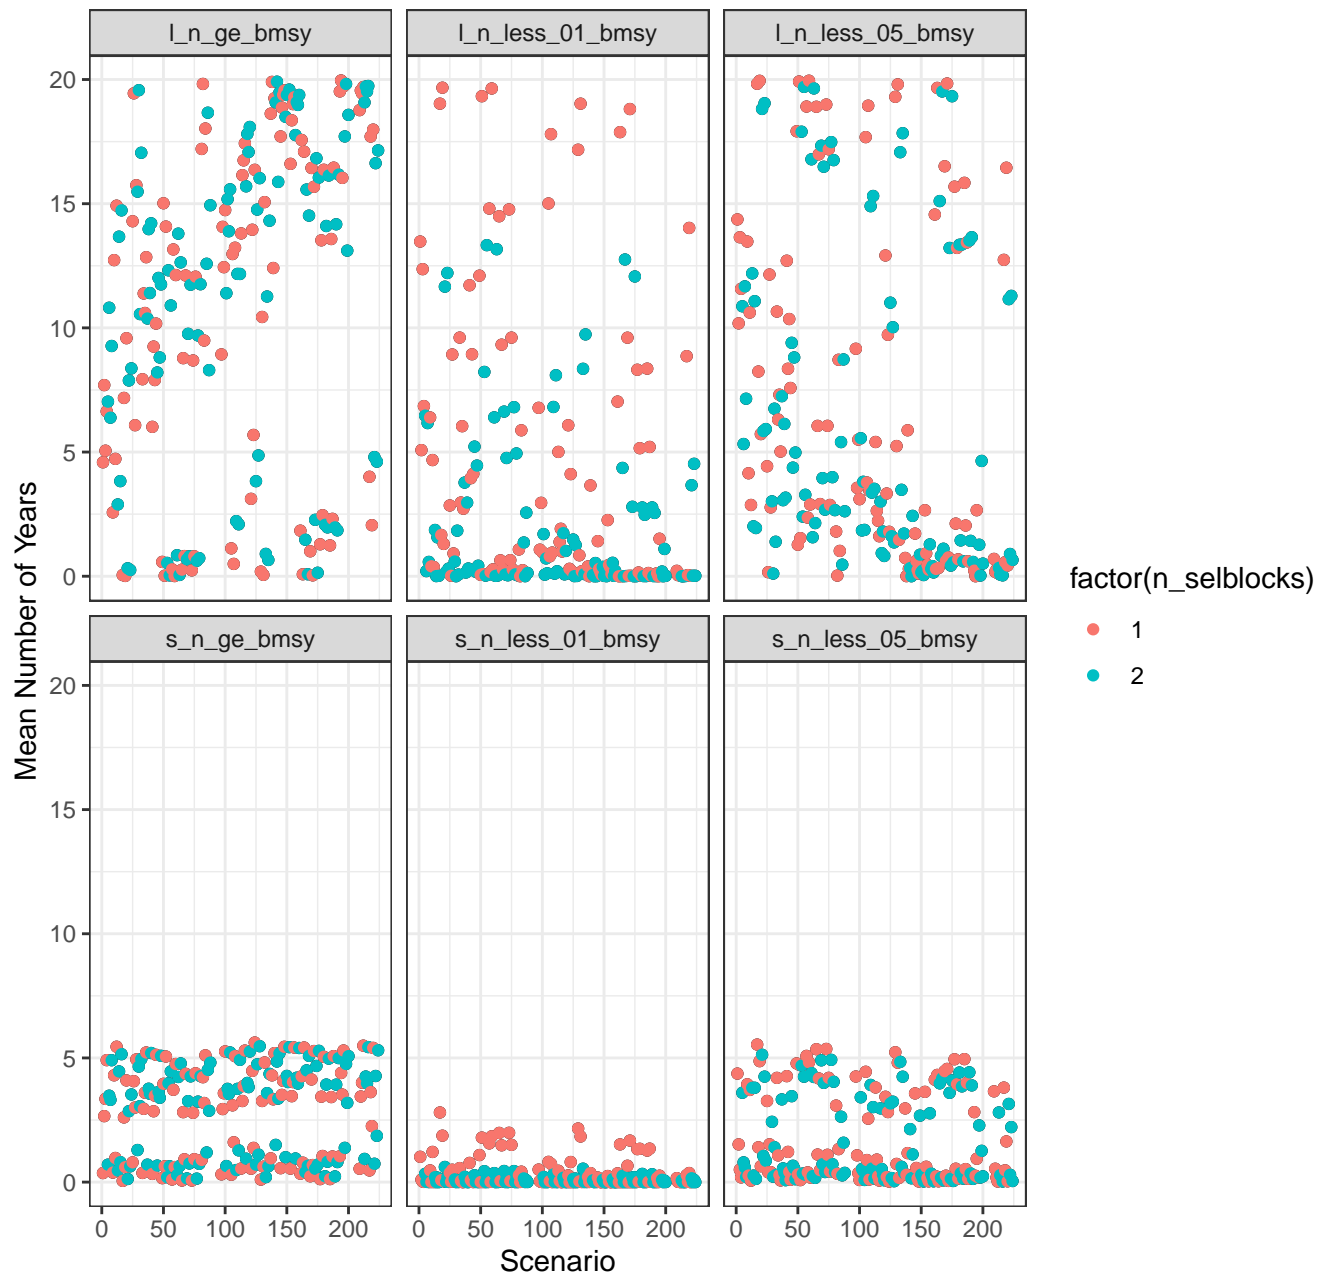 l_n_ge_bmsy
l_n_less_01_bmsy
l_n_less_05_bmsy
20
15
10
5
0
s_n_ge_bmsy
s_n_less_01_bmsy
s_n_less_05_bmsy
20
15
10
5
0
0 50 100 150 200
0 50 100 150 200
0 50 100 150 200
Scenario
Mean Number of Years
factor(n_selblocks)
1
2